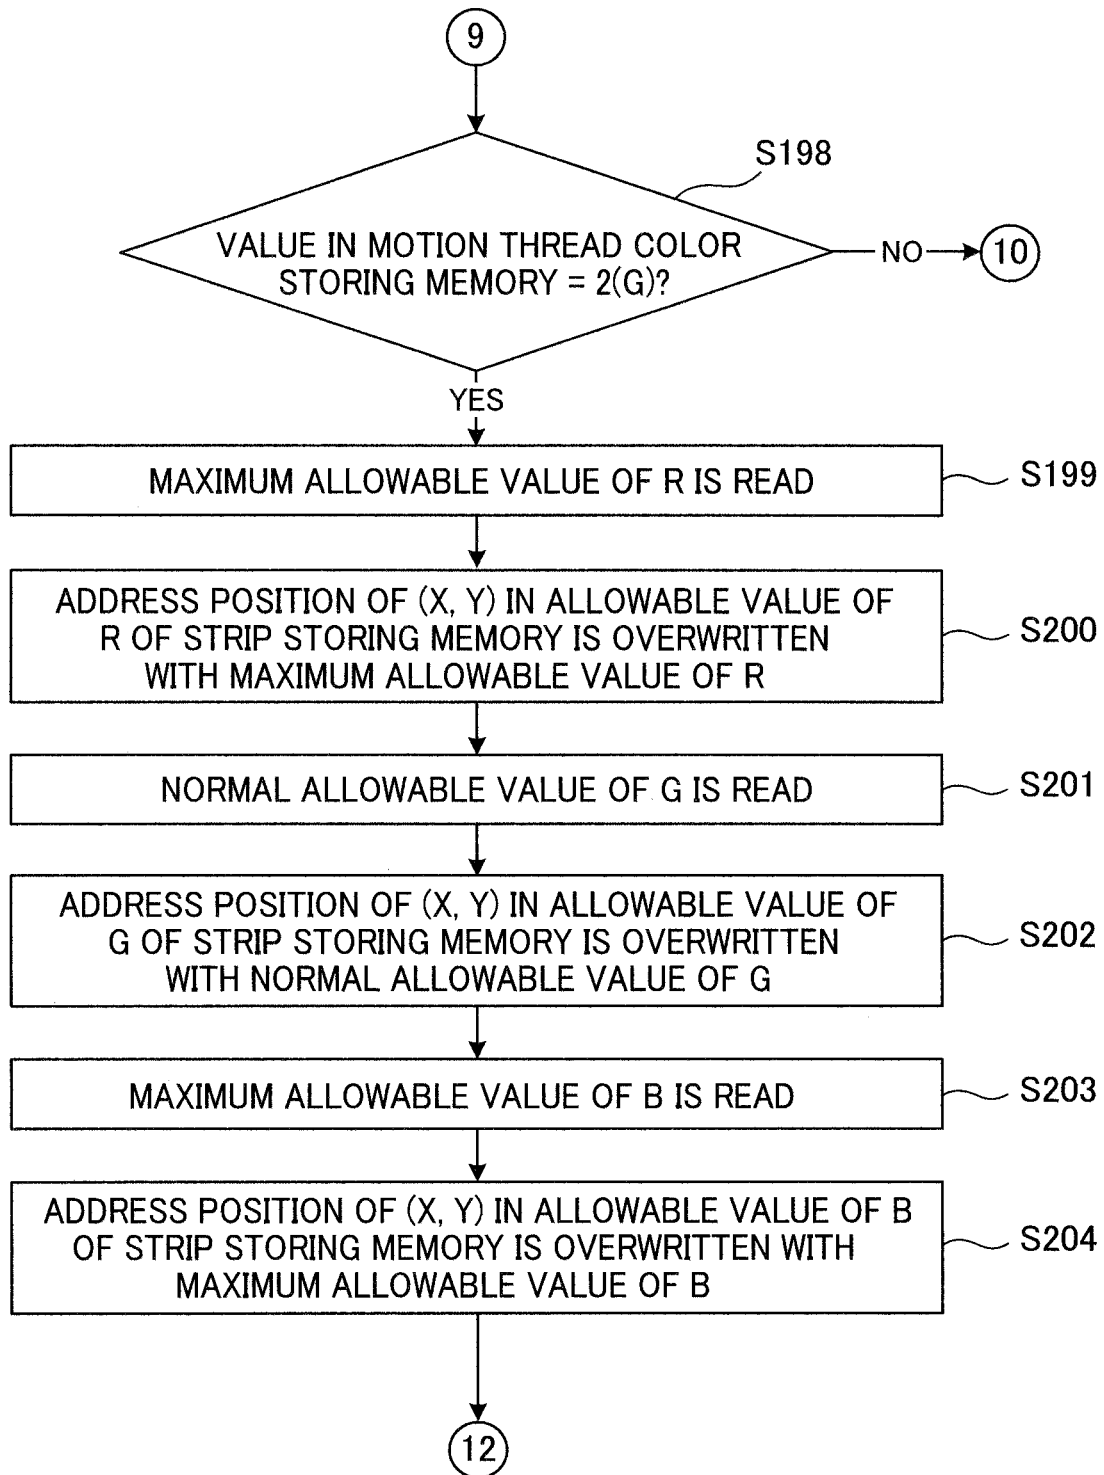 9
S198
VALUE IN MOTION THREAD COLOR
STORING MEMORY = 2(G)?
NO
10
YES
MAXIMUM ALLOWABLE VALUE OF R IS READ
S199
ADDRESS POSITION OF (X, Y) IN ALLOWABLE VALUE OF
R OF STRIP STORING MEMORY IS OVERWRITTEN
WITH MAXIMUM ALLOWABLE VALUE OF R
S200
NORMAL ALLOWABLE VALUE OF G IS READ
S201
ADDRESS POSITION OF (X, Y) IN ALLOWABLE VALUE OF
G OF STRIP STORING MEMORY IS OVERWRITTEN
WITH NORMAL ALLOWABLE VALUE OF G
S202
MAXIMUM ALLOWABLE VALUE OF B IS READ
S203
ADDRESS POSITION OF (X, Y) IN ALLOWABLE VALUE OF B
OF STRIP STORING MEMORY IS OVERWRITTEN WITH
MAXIMUM ALLOWABLE VALUE OF B
S204
12